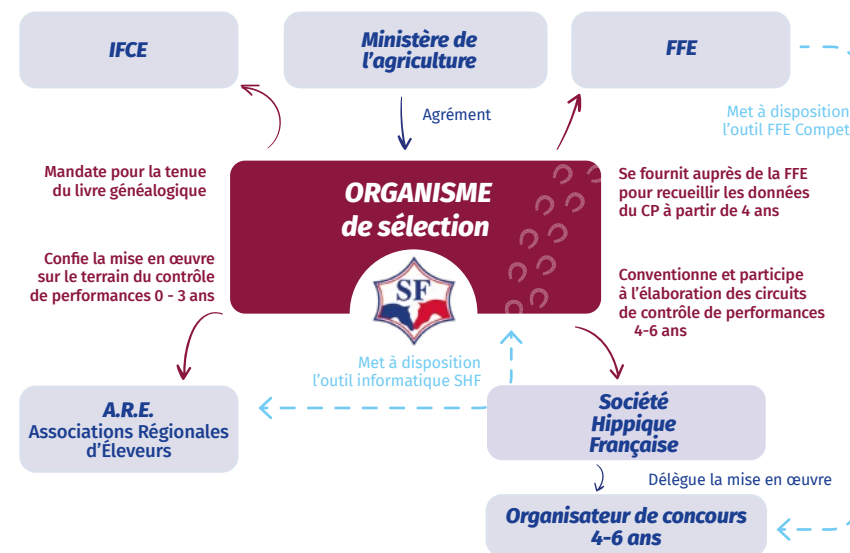 IFCE
Ministère de
l'agriculture
FFE
Agrément
Met à disposition
l'outil FFE Compet
Mandate pour la tenue
du livre généalogique
ORGANISME
de sélection
Se fournit auprès de la FFE
pour recueillir les données
du CP à partir de 4 ans
Confie la mise en œuvre
sur le terrain du contrôle
de performances 0 - 3 ans
SF
Conventionne et participe
à l'élaboration des circuits
de contrôle de performances
4-6 ans
Met à disposition
l'outil informatique SHF
A.R.E.
Associations Régionales
d'Éleveurs
Société
Hippique
Française
Délègue la mise en œuvre
Organisateur de concours
4-6 ans